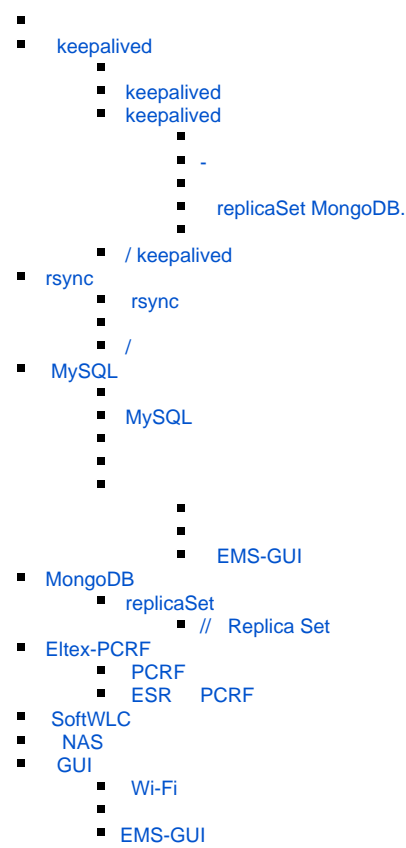 keepalived
keepalived
keepalived
-
replicaSet MongoDB.
/ keepalived
rsync
rsync
/
MySQL
MySQL
EMS-GUI
MongoDB
replicaSet
// Replica Set
Eltex-PCRF
PCRF
ESR PCRF
SoftWLC
NAS
GUI
Wi-Fi
EMS-GUI